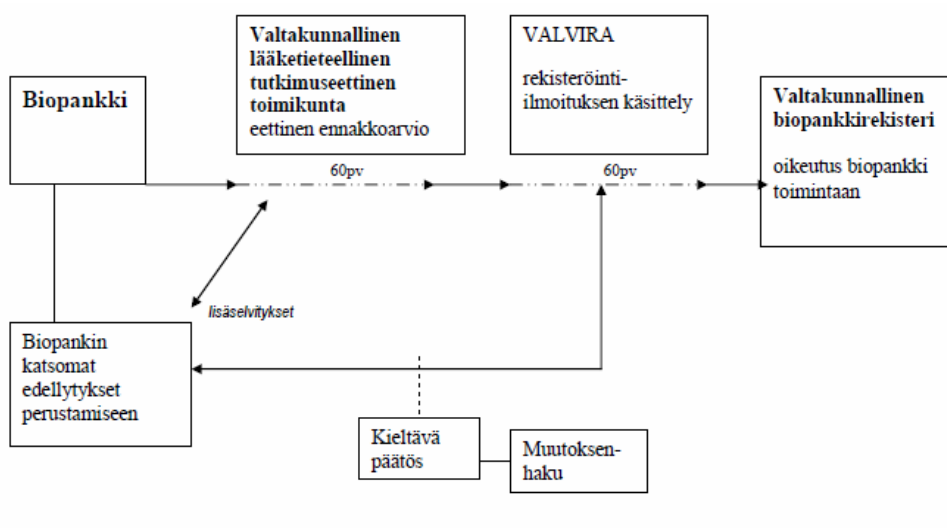 Biopankki
Valtakunnallinen
lääketieteellinen
tutkimuseettinen
toimikunta
eettinen ennakkoarvio
VALVIRA
rekisteröinti-
ilmoituksen käsittely
Valtakunnallinen
biopankkirekisteri
oikeutus biopankki
toimintaan
60pv
60pv
lisäselvitykset
Biopankin
katsomat
edellytykset
perustamiseen
Kieltävä
päätös
Muutoksen-
haku